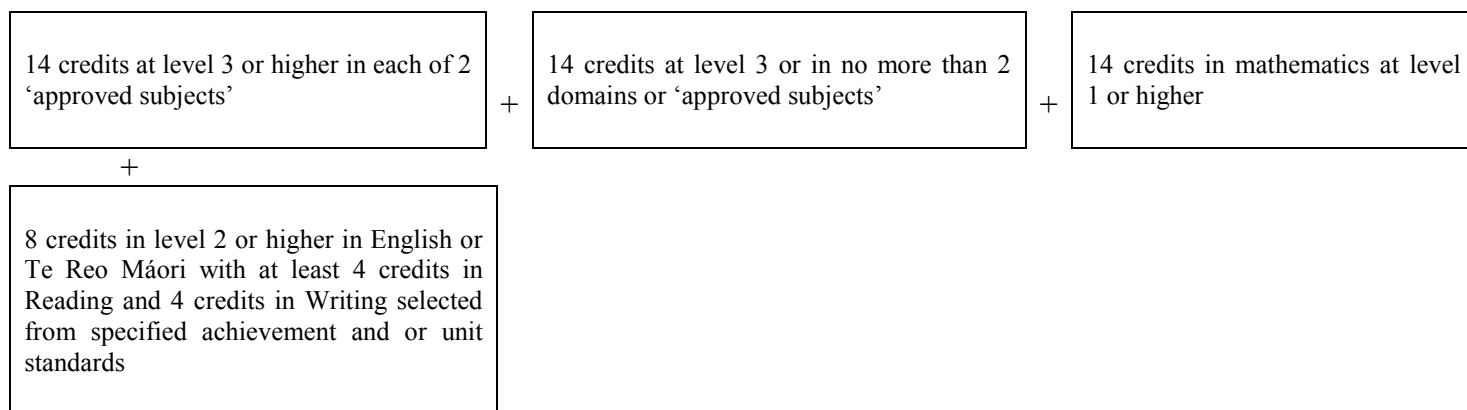 14 credits at level 3 or higher in each of 2
‘approved subjects’
+
14 credits at level 3 or in no more than 2
domains or ‘approved subjects’
+
14 credits in mathematics at level
1 or higher
+
8 credits in level 2 or higher in English or
Te Reo Máori with at least 4 credits in
Reading and 4 credits in Writing selected
from specified achievement and or unit
standards